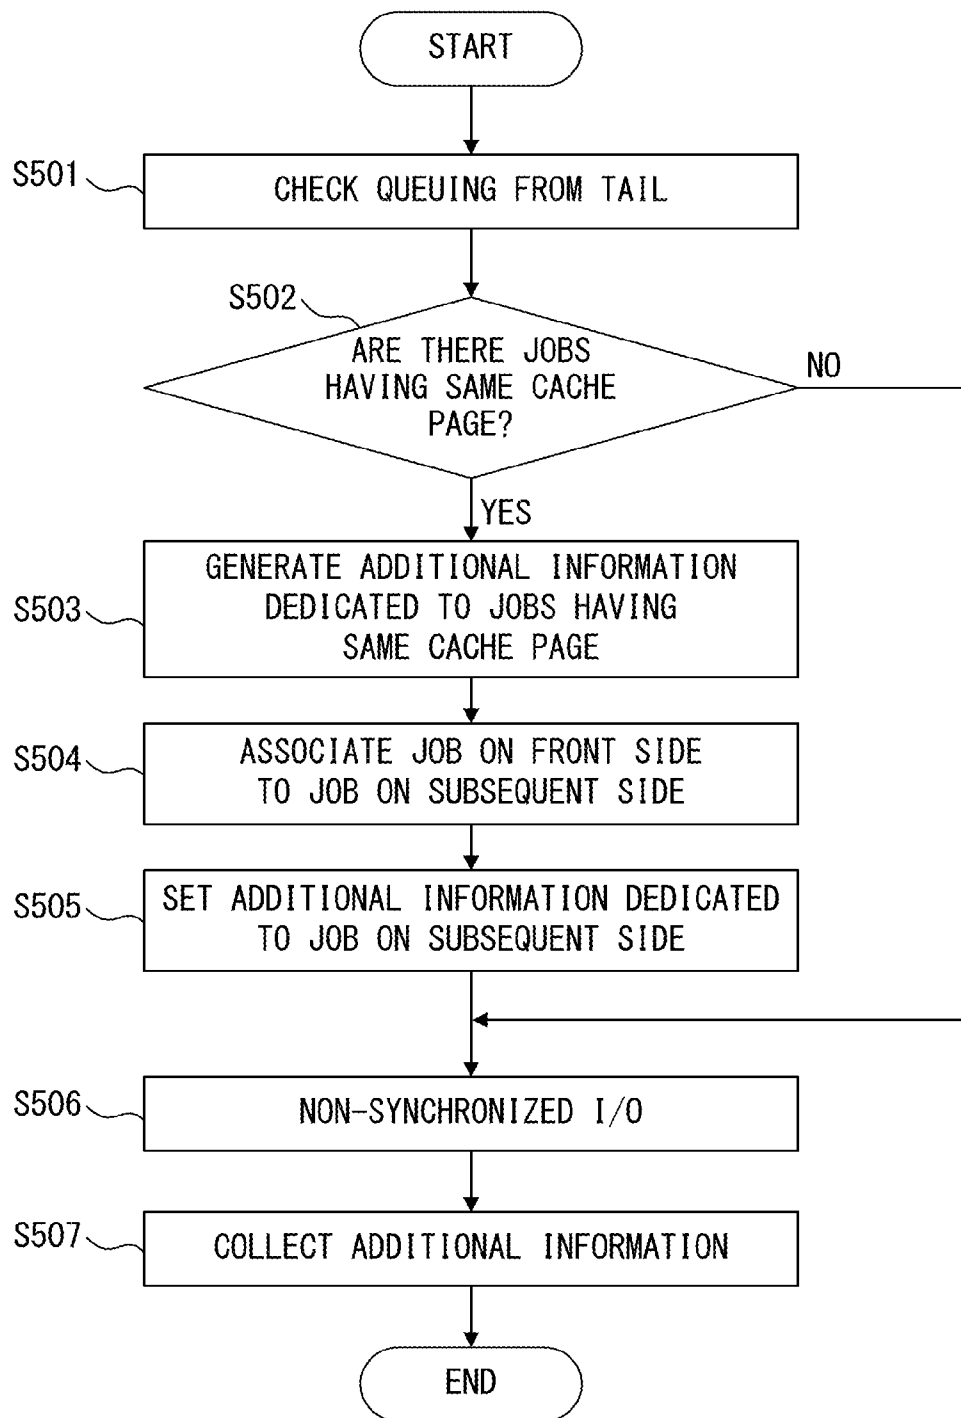 START
S501
CHECK QUEUING FROM TAIL
S502
ARE THERE JOBS
HAVING SAME CACHE
PAGE?
NO
YES
S503
GENERATE ADDITIONAL INFORMATION
DEDICATED TO JOBS HAVING
SAME CACHE PAGE
S504
ASSOCIATE JOB ON FRONT SIDE
TO JOB ON SUBSEQUENT SIDE
S505
SET ADDITIONAL INFORMATION DEDICATED
TO JOB ON SUBSEQUENT SIDE
S506
NON-SYNCHRONIZED I/O
S507
COLLECT ADDITIONAL INFORMATION
END